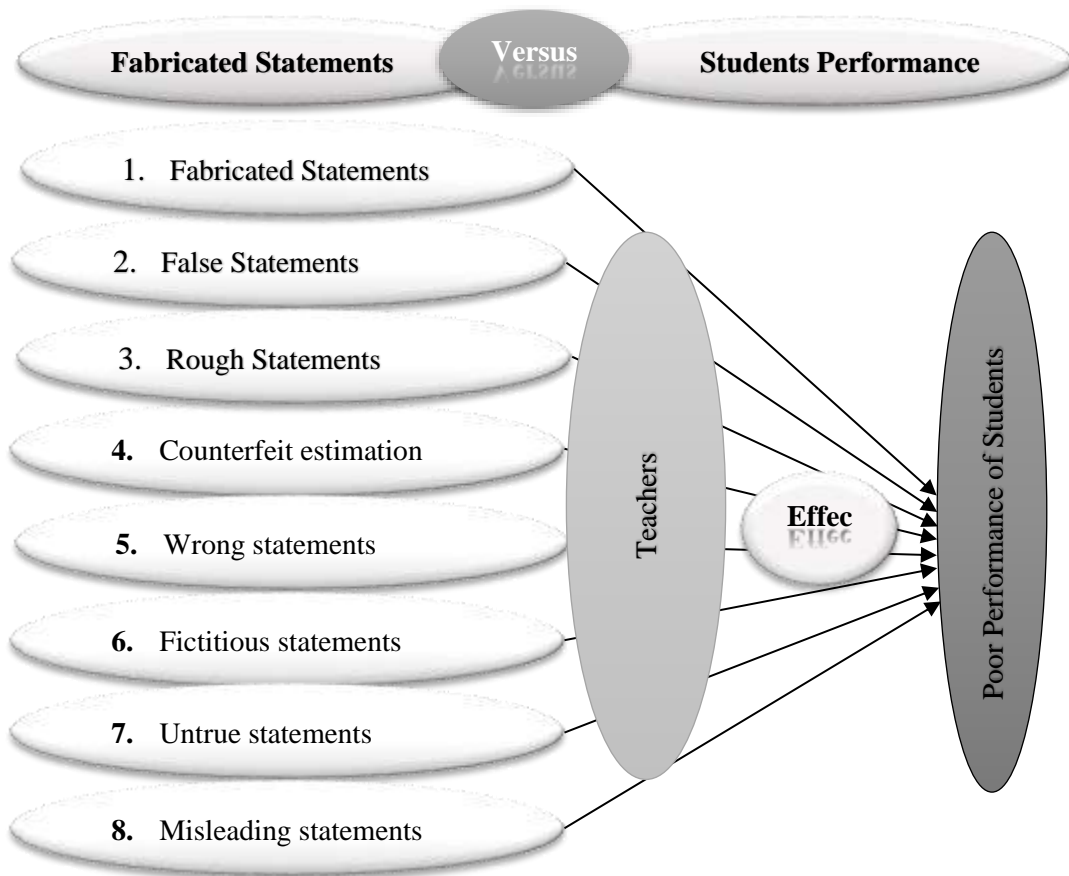 Fabricated Statements Versus Students Performance
1. Fabricated Statements
2. False Statements
3. Rough Statements
4. Counterfeit estimation
5. Wrong statements
6. Fictitious statements
7. Untrue statements
8. Misleading statements
Teachers
Effec
Poor Performance of Students